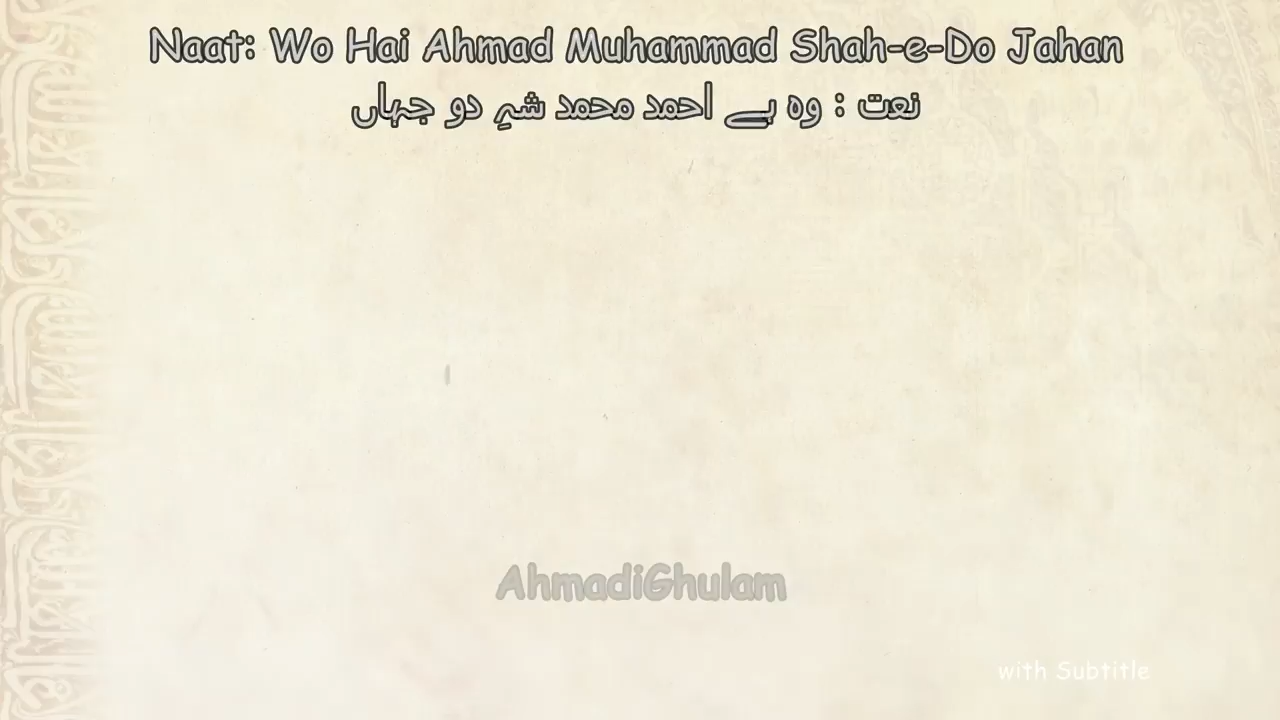 Naat: Wo Hai Ahmad Muhammad Shah-e-Do Jahan
نعت : وہ ہے احمد محمد شہِ دو جہاں
AhmadiGhulam
with Subtitle